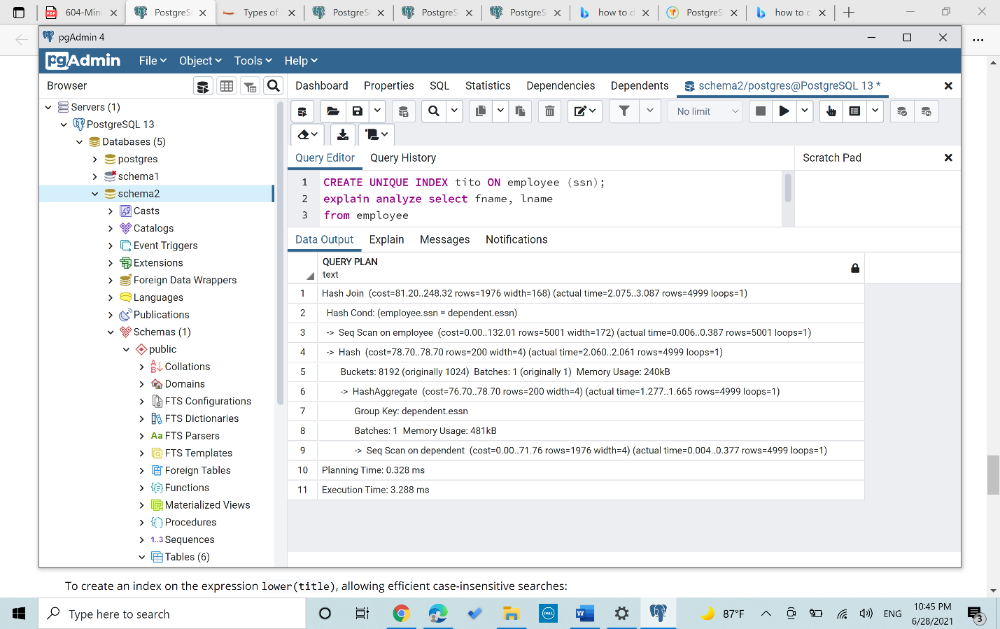 604-Mini
PostgreS
Types of
PostgreS
PostgreS
PostgreS
how to d
PostgreS
how to c
pgAdmin 4
pgAdmin
File
Object
Tools
Help
Browser
Dashboard
Properties
SQL
Statistics
Dependencies
Dependents
schema2/postgres@PostgreSQL 13 *
No limit
Servers (1)
PostgreSQL 13
Databases (5)
postgres
schema1
schema2
Casts
Catalogs
Event Triggers
Extensions
Foreign Data Wrappers
Languages
Publications
Schemas (1)
public
Collations
Domains
FTS Configurations
FTS Dictionaries
Aa FTS Parsers
FTS Templates
Foreign Tables
Functions
Materialized Views
Procedures
1..3 Sequences
Tables (6)
Query Editor
Query History
Scratch Pad
1 CREATE UNIQUE INDEX tito ON employee (ssn);
2 explain analyze select fname, lname
3 from employee
Data Output
Explain
Messages
Notifications
QUERY PLAN
text
1 Hash Join (cost=81.20..248.32 rows=1976 width=168) (actual time=2.075..3.087 rows=4999 loops=1)
2 Hash Cond: (employee.ssn = dependent.essn)
3 -> Seq Scan on employee (cost=0.00..132.01 rows=5001 width=172) (actual time=0.006..0.387 rows=5001 loops=1)
4 -> Hash (cost=78.70..78.70 rows=200 width=4) (actual time=2.060..2.061 rows=4999 loops=1)
5 Buckets: 8192 (originally 1024) Batches: 1 (originally 1) Memory Usage: 240kB
6 -> HashAggregate (cost=76.70..78.70 rows=200 width=4) (actual time=1.277..1.665 rows=4999 loops=1)
7 Group Key: dependent.essn
8 Batches: 1 Memory Usage: 481kB
9 -> Seq Scan on dependent (cost=0.00..71.76 rows=1976 width=4) (actual time=0.004..0.377 rows=4999 loops=1)
10 Planning Time: 0.328 ms
11 Execution Time: 3.288 ms
To create an index on the expression lower(title), allowing efficient case-insensitive searches:
Type here to search
87°F
ENG
10:45 PM
6/28/2021
3